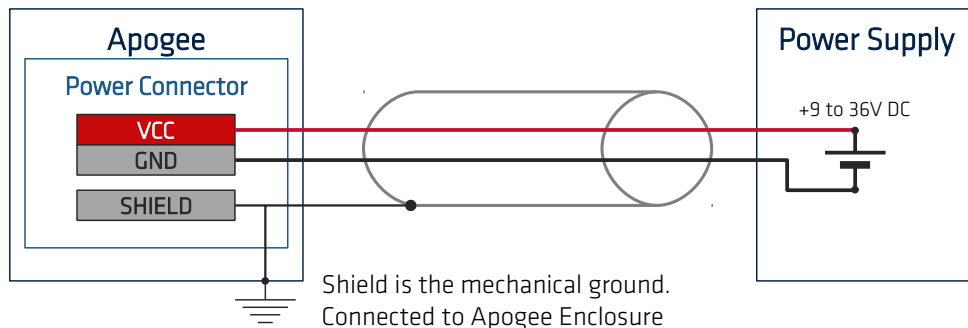 Apogee
Power Connector
VCC
GND
SHIELD
Power Supply
+9 to 36V DC
Shield is the mechanical ground.
Connected to Apogee Enclosure